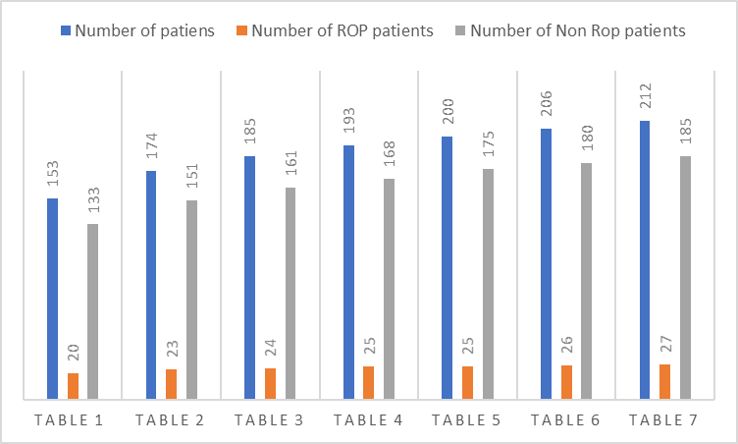 Number of patiens Number of ROP patients Number of Non Rop patients
153 20 133
174 23 151
185 24 161
193 25 168
200 25 175
206 26 180
212 27 185
TABLE 1 TABLE 2 TABLE 3 TABLE 4 TABLE 5 TABLE 6 TABLE 7